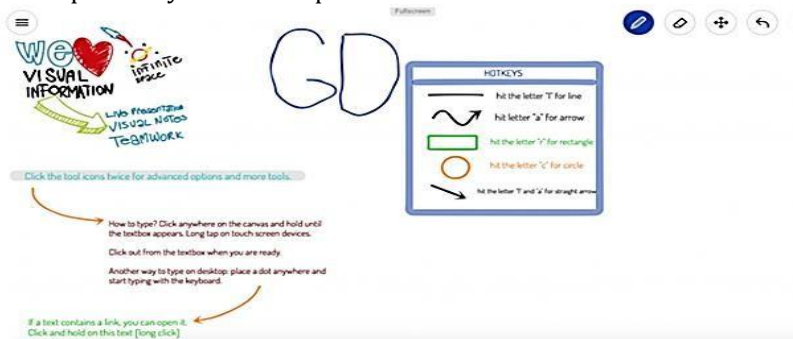 Fullscreen
We
VISUAL
INFORMATION
infinite
space
Live Presentation
VISUAL NOTES
TEAMWORK
GD
HOTKEYS
hit the letter "l" for line
hit letter "a" for arrow
hit the letter "r" for rectangle
hit the letter "c" for circle
hit the letter "l" and "a" for straight arrow
Click the tool icons twice for advanced options and more tools.
How to type? Click anywhere on the canvas and hold until
the textbox appears. Long tap on touch screen devices.
Click out from the textbox when you are ready.
Another way to type on desktop: place a dot anywhere and
start typing with the keyboard.
If a text contains a link, you can open it.
Click and hold on this text [long click]